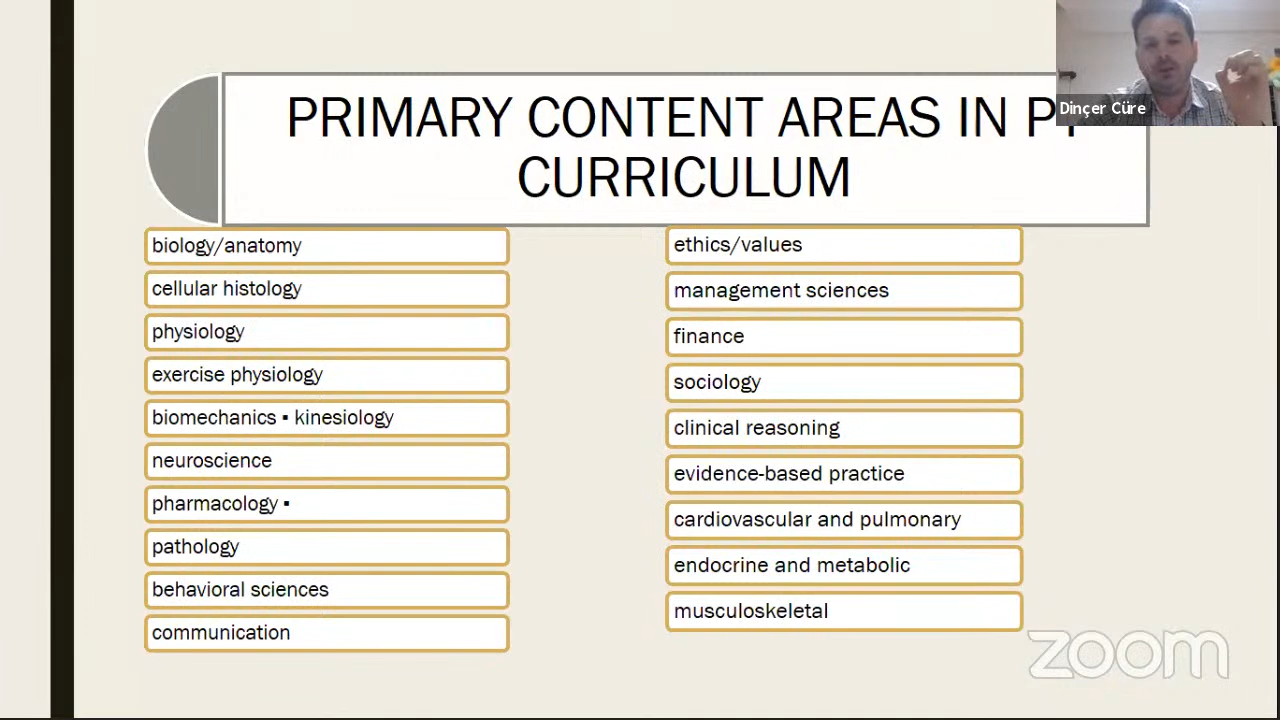 PRIMARY CONTENT AREAS IN PT
CURRICULUM
Dinçer Cüre
biology/anatomy
cellular histology
physiology
exercise physiology
biomechanics ▪ kinesiology
neuroscience
pharmacology ▪
pathology
behavioral sciences
communication
ethics/values
management sciences
finance
sociology
clinical reasoning
evidence-based practice
cardiovascular and pulmonary
endocrine and metabolic
musculoskeletal
zoom